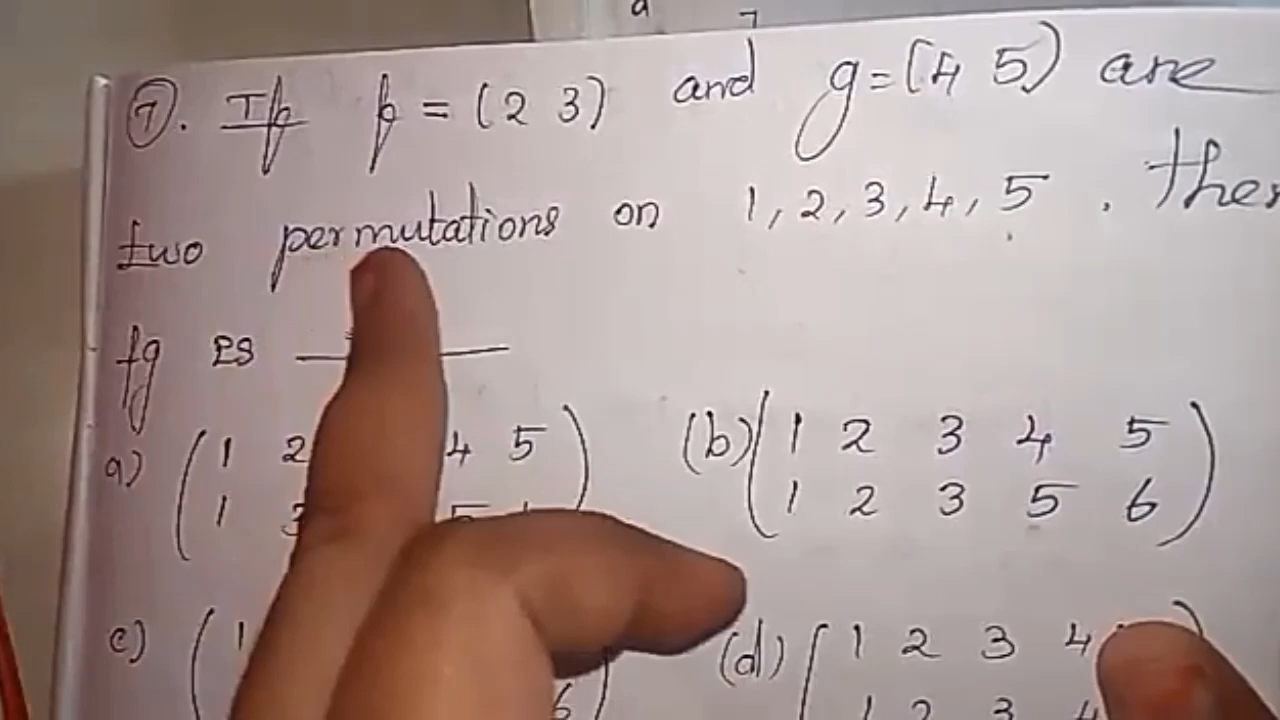 7. If f = (2 3) and g = (4 5) are
two permutations on 1, 2, 3, 4, 5 . Then
fg is
a) ( 1 2 4 5 ) (b) ( 1 2 3 4 5 )
1 3 5 1 2 3 5 6
c) ( 1 (d) [ 1 2 3 4 )
6 ) 1 2 3 4